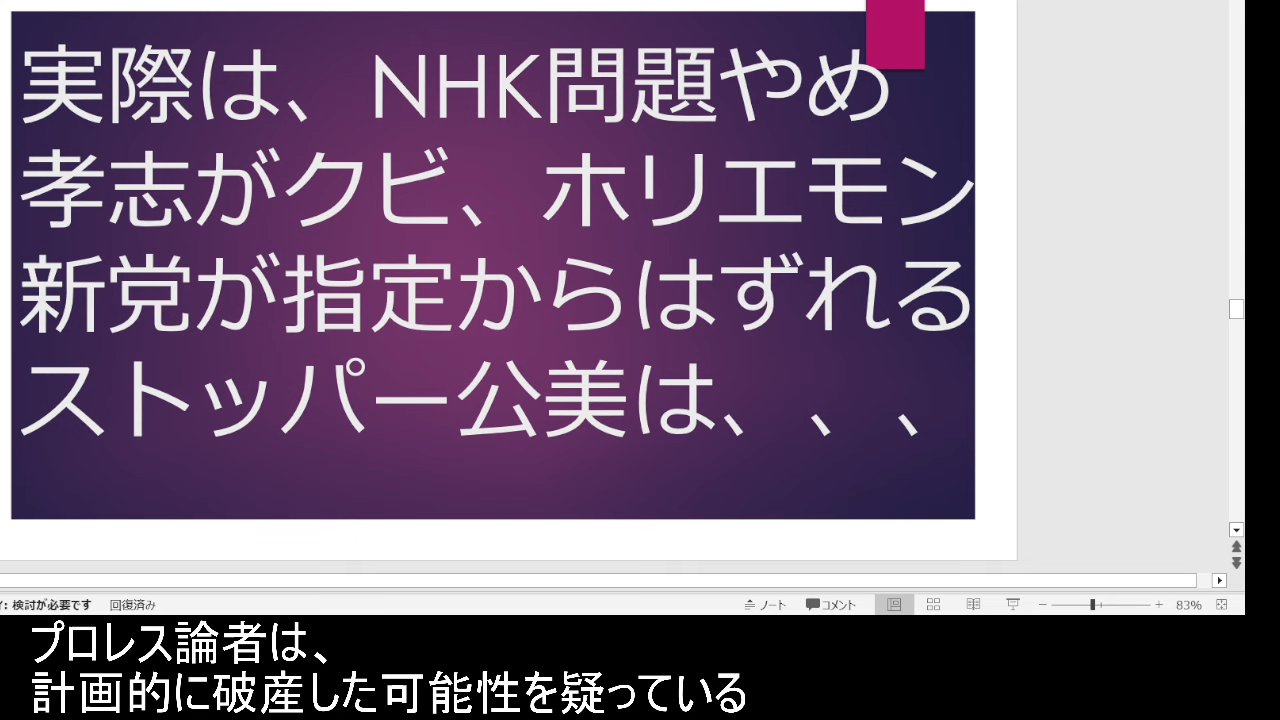 実際は、NHK問題やめ
孝志がクビ、ホリエモン
新党が指定からはずれる
ストッパー公美は、、、
検討が必要です 回復済み ノート コメント 83%
プロレス論者は、
計画的に破産した可能性を疑っている